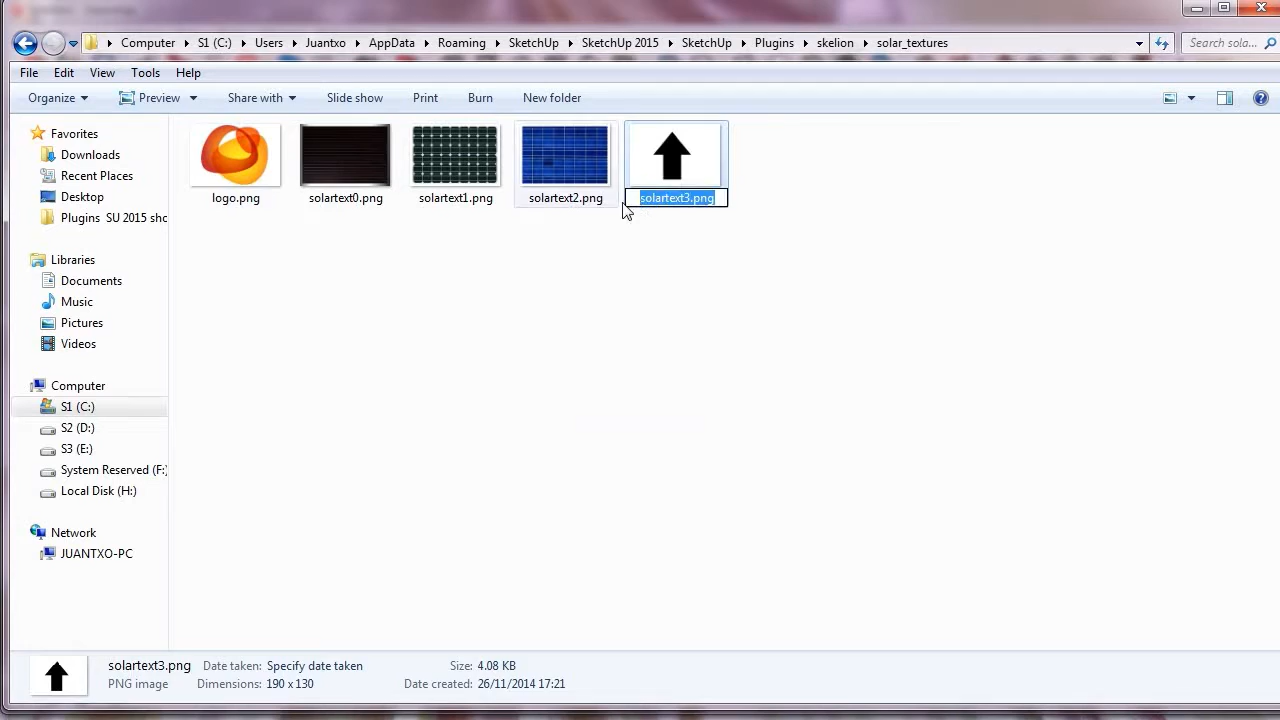 Computer S1 (C:) Users Juantxo AppData Roaming SketchUp SketchUp 2015 SketchUp Plugins skelion solar_textures Search sola...
File Edit View Tools Help
Organize Preview Share with Slide show Print Burn New folder
Favorites
Downloads
Recent Places
Desktop
Plugins SU 2015 shc
Libraries
Documents
Music
Pictures
Videos
Computer
S1 (C:)
S2 (D:)
S3 (E:)
System Reserved (F:)
Local Disk (H:)
Network
JUANTXO-PC
logo.png solartext0.png solartext1.png solartext2.png solartext3.png
solartext3.png Date taken: Specify date taken Size: 4.08 KB
PNG image Dimensions: 190 x 130 Date created: 26/11/2014 17:21